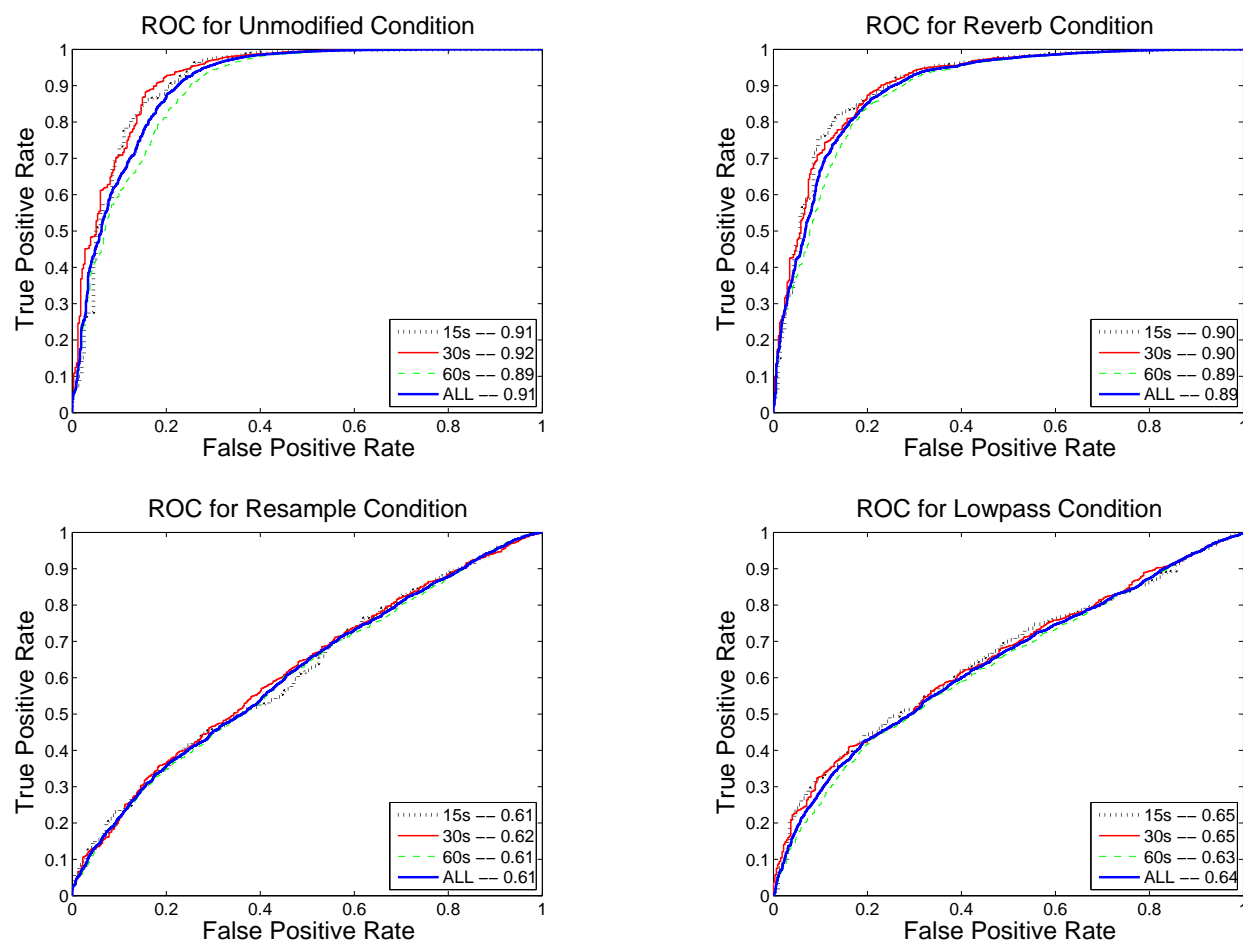 ROC for Unmodified Condition
1
0.9
0.8
0.7
0.6
0.5
0.4
0.3
0.2
0.1
0
True Positive Rate
0 0.2 0.4 0.6 0.8 1
False Positive Rate
15s −− 0.91
30s −− 0.92
60s −− 0.89
ALL −− 0.91
ROC for Reverb Condition
1
0.9
0.8
0.7
0.6
0.5
0.4
0.3
0.2
0.1
0
True Positive Rate
0 0.2 0.4 0.6 0.8 1
False Positive Rate
15s −− 0.90
30s −− 0.90
60s −− 0.89
ALL −− 0.89
ROC for Resample Condition
1
0.9
0.8
0.7
0.6
0.5
0.4
0.3
0.2
0.1
0
True Positive Rate
0 0.2 0.4 0.6 0.8 1
False Positive Rate
15s −− 0.61
30s −− 0.62
60s −− 0.61
ALL −− 0.61
ROC for Lowpass Condition
1
0.9
0.8
0.7
0.6
0.5
0.4
0.3
0.2
0.1
0
True Positive Rate
0 0.2 0.4 0.6 0.8 1
False Positive Rate
15s −− 0.65
30s −− 0.65
60s −− 0.63
ALL −− 0.64